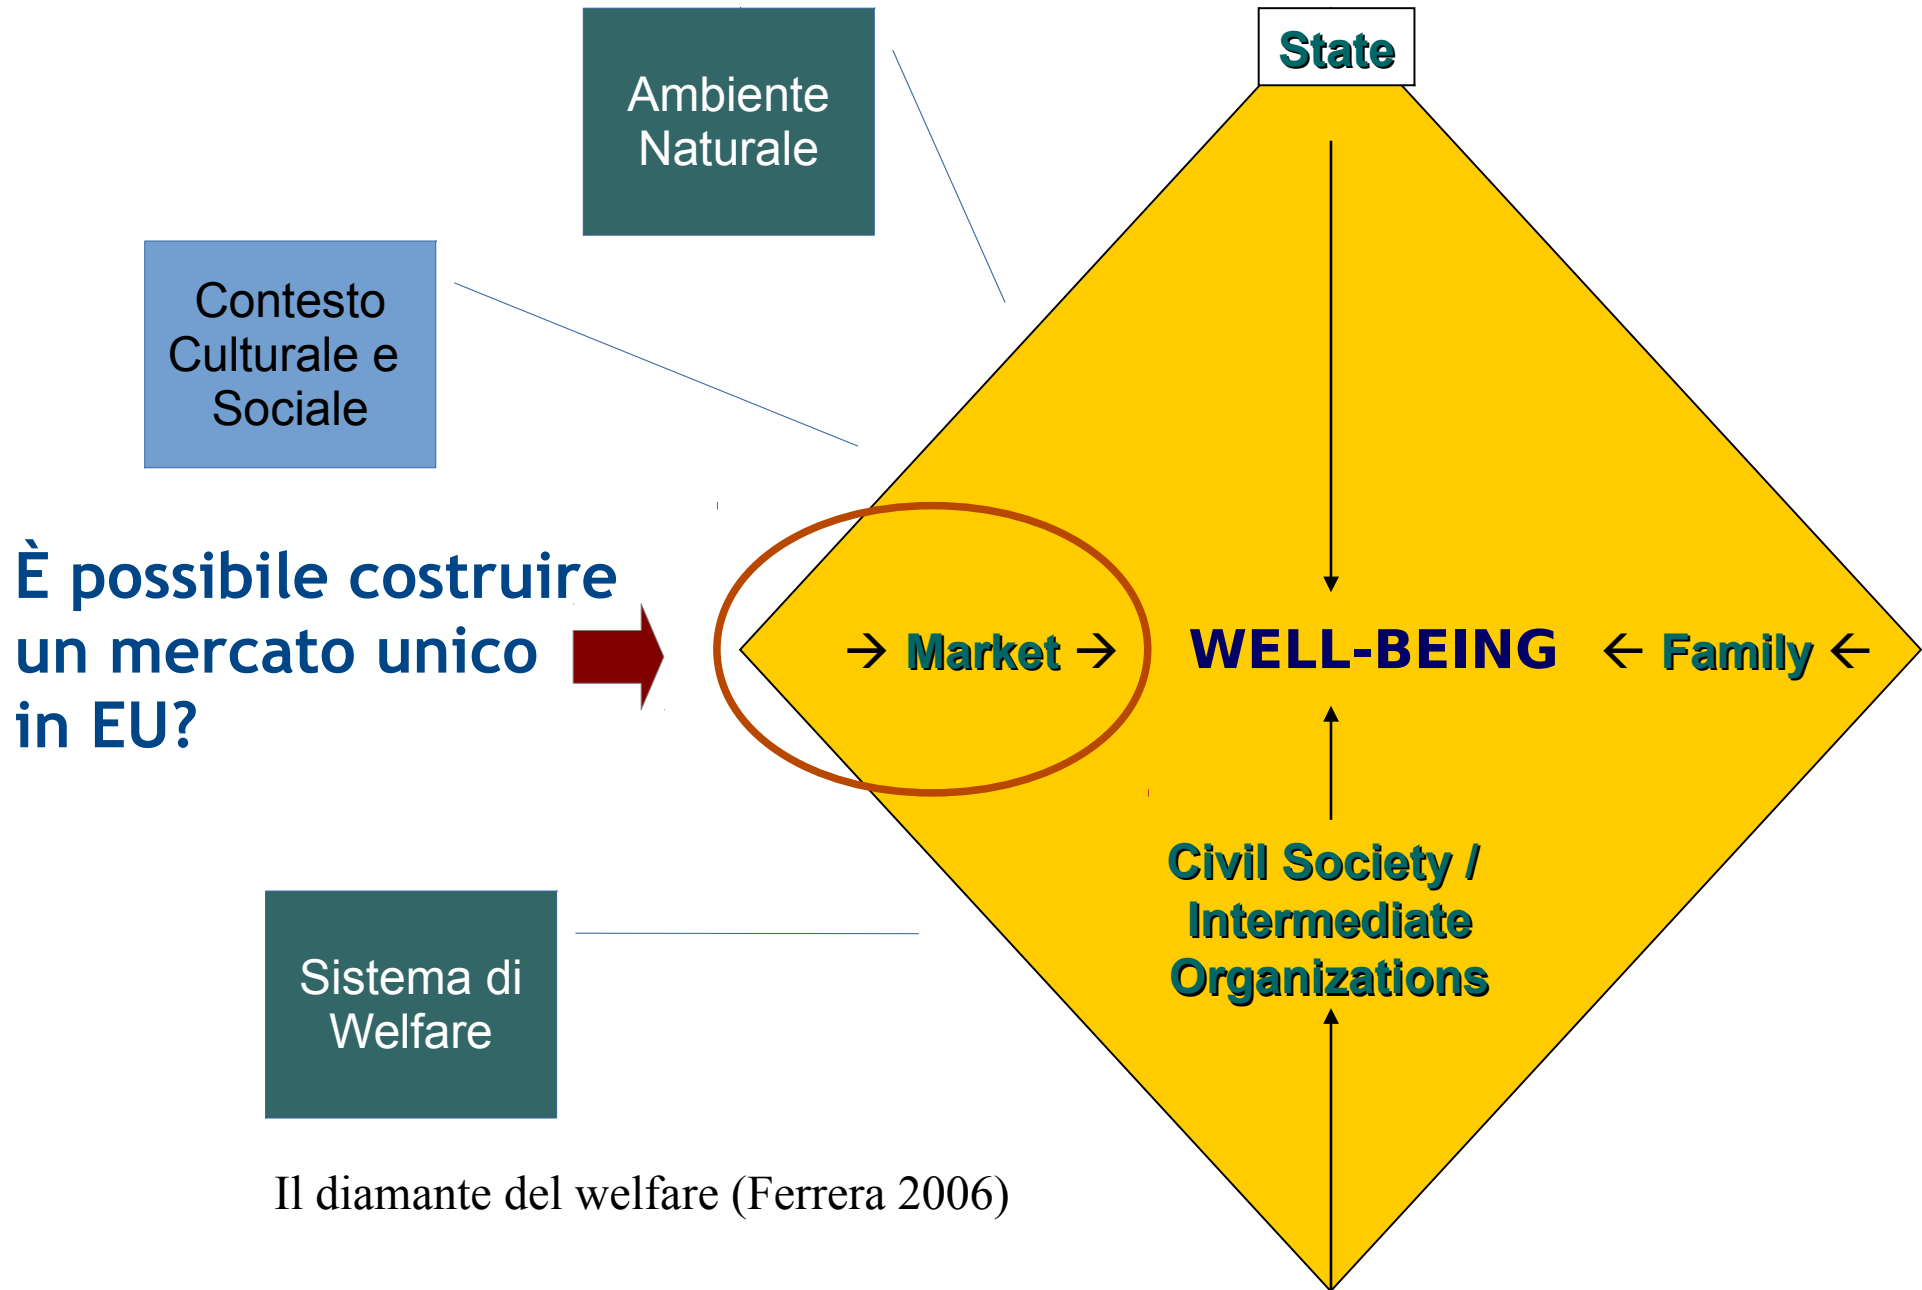 State
Ambiente
Naturale
Contesto
Culturale e
Sociale
È possibile costruire
un mercato unico
in EU?
→ Market →
WELL-BEING
← Family ←
Civil Society /
Intermediate
Organizations
Sistema di
Welfare
Il diamante del welfare (Ferrera 2006)